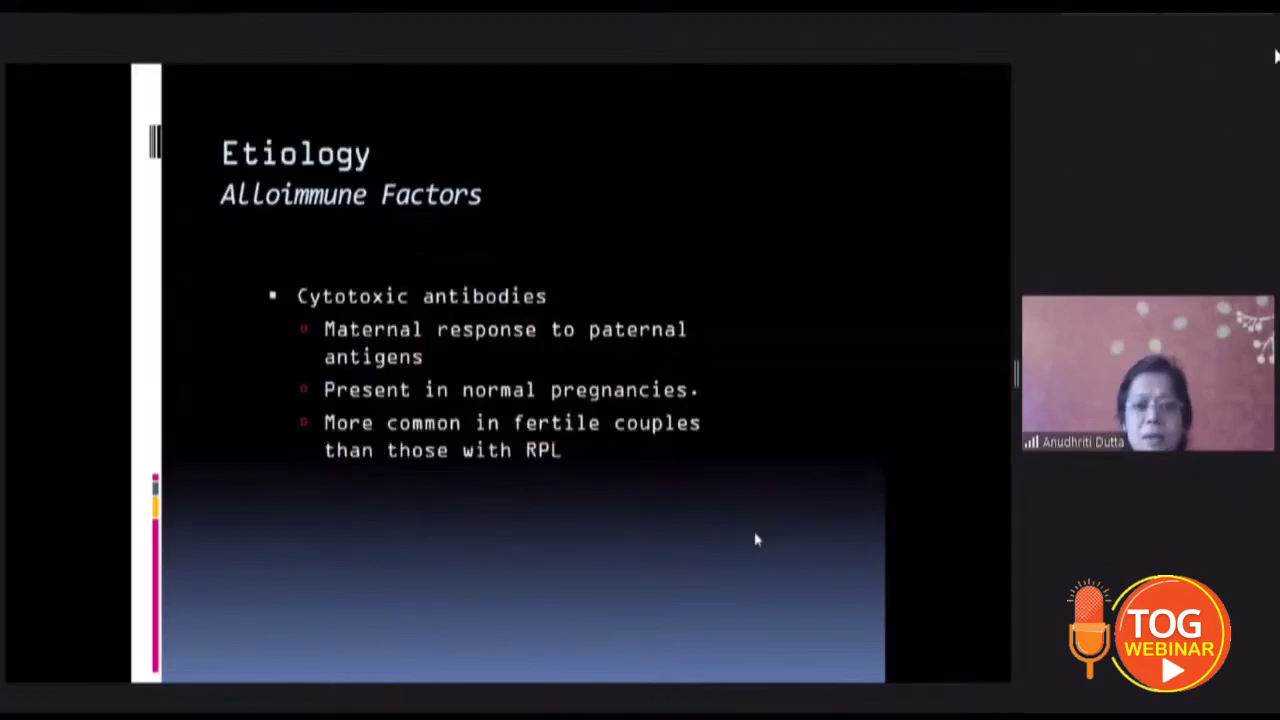 Etiology
Alloimmune Factors
Cytotoxic antibodies
Maternal response to paternal
antigens
Present in normal pregnancies.
More common in fertile couples
than those with RPL
Anudhriti Dutta
TOG
WEBINAR